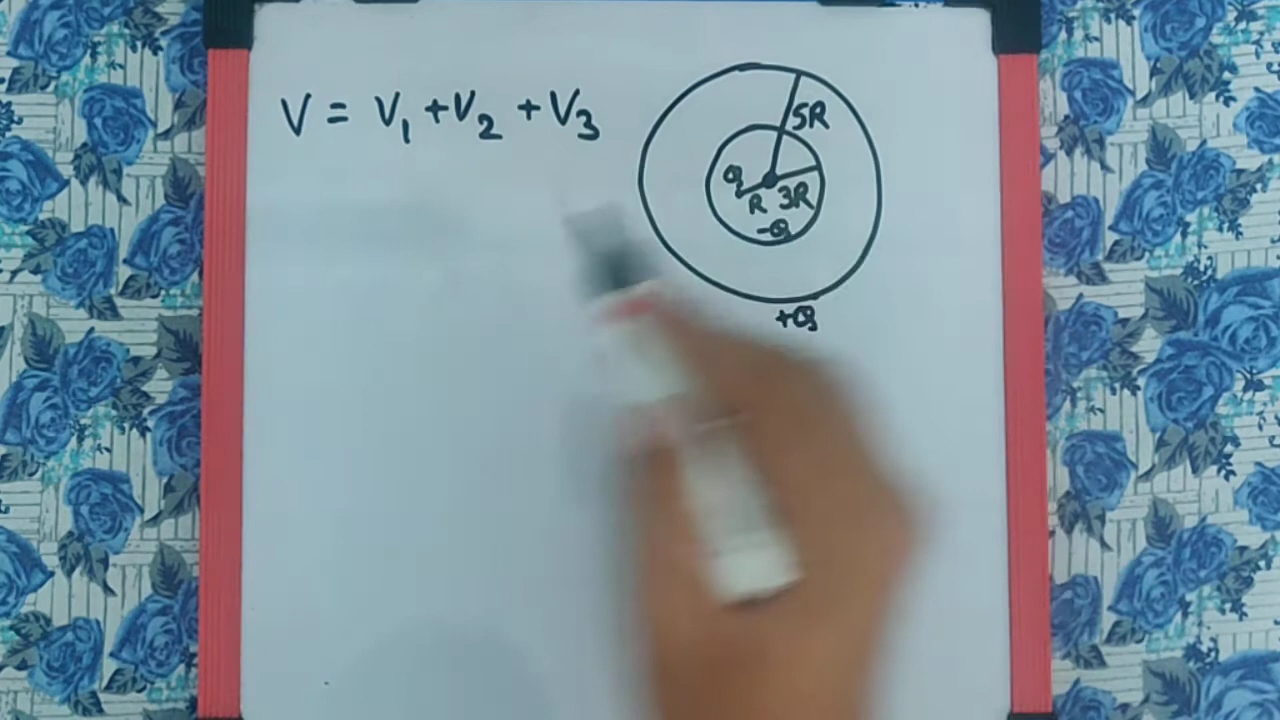 V = V₁ + V₂ + V₃
5R
Q
R 3R
-Q
+Q